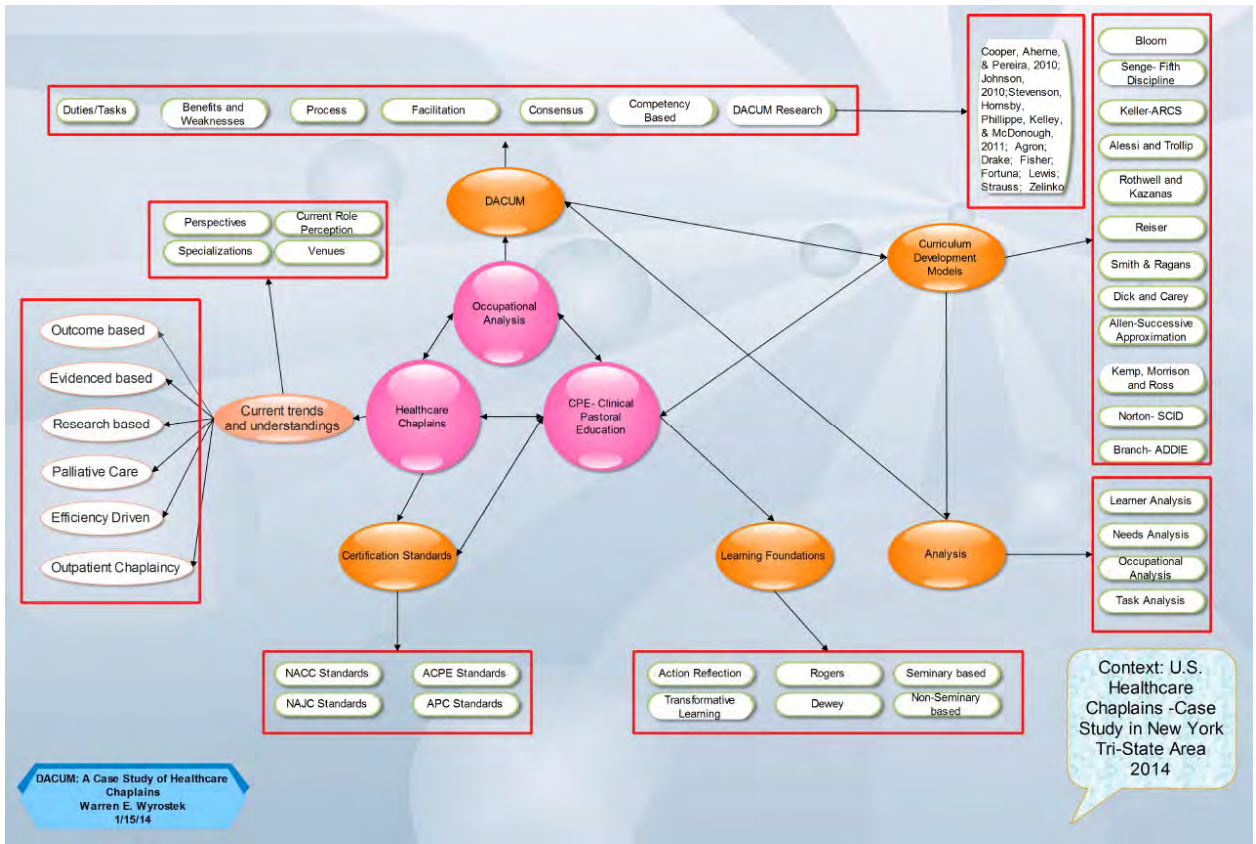 Duties/Tasks
Benefits and
Weaknesses
Process
Facilitation
Consensus
Competency
Based
DACUM Research
Cooper, Aherne,
& Pereira, 2010;
Johnson,
2010;Stevenson,
Hornsby,
Phillippe, Kelley,
& McDonough,
2011; Agron;
Drake; Fisher;
Fortuna; Lewis;
Strauss; Zelinko
Bloom
Senge- Fifth
Discipline
Keller-ARCS
Alessi and Trollip
Rothwell and
Kazanas
Reiser
Smith & Ragans
Dick and Carey
Allen-Successive
Approximation
Kemp, Morrison
and Ross
Norton- SCID
Branch- ADDIE
DACUM
Perspectives
Current Role
Perception
Specializations
Venues
Curriculum
Development
Models
Occupational
Analysis
Outcome based
Evidenced based
Research based
Palliative Care
Efficiency Driven
Outpatient Chaplaincy
Current trends
and understandings
Healthcare
Chaplains
CPE- Clinical
Pastoral
Education
Certification Standards
Learning Foundations
Analysis
Learner Analysis
Needs Analysis
Occupational
Analysis
Task Analysis
NACC Standards
ACPE Standards
NAJC Standards
APC Standards
Action Reflection
Rogers
Seminary based
Transformative
Learning
Dewey
Non-Seminary
based
Context: U.S.
Healthcare
Chaplains -Case
Study in New York
Tri-State Area
2014
DACUM: A Case Study of Healthcare
Chaplains
Warren E. Wyrostek
1/15/14